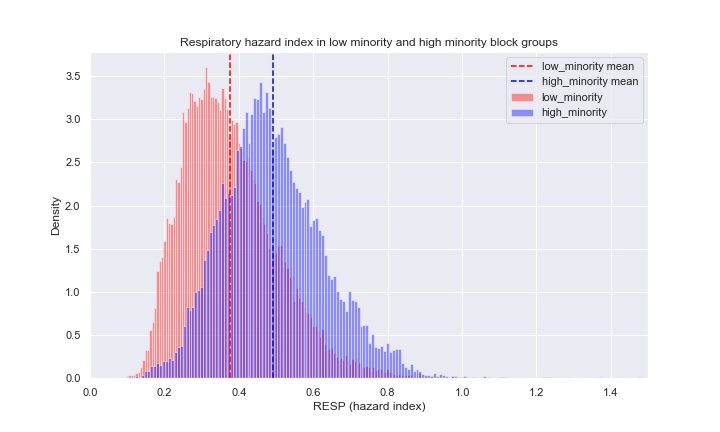 Respiratory hazard index in low minority and high minority block groups
low_minority mean
high_minority mean
low_minority
high_minority
Density
3.5
3.0
2.5
2.0
1.5
1.0
0.5
0.0
0.0 0.2 0.4 0.6 0.8 1.0 1.2 1.4
RESP (hazard index)